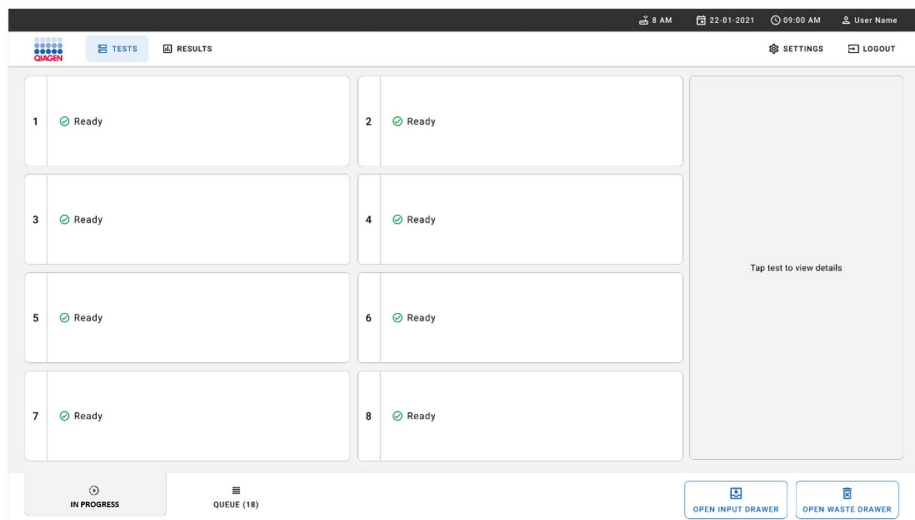 8 AM 22-01-2021 09:00 AM User Name
QIAGEN TESTS RESULTS SETTINGS LOGOUT
1 Ready 2 Ready
3 Ready 4 Ready
Tap test to view details
5 Ready 6 Ready
7 Ready 8 Ready
IN PROGRESS QUEUE (18) OPEN INPUT DRAWER OPEN WASTE DRAWER